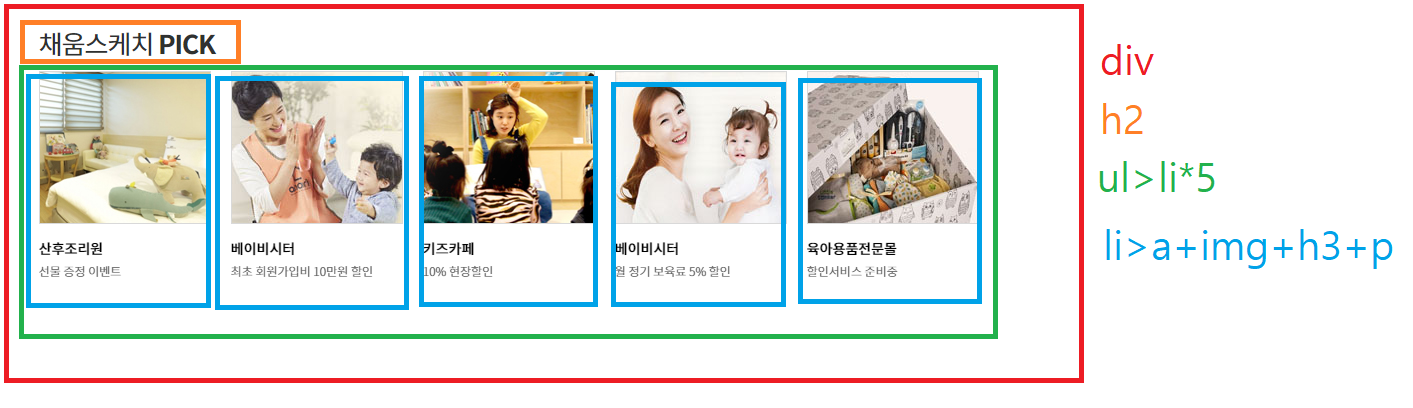 채움스케치 PICK
산후조리원
선물 증정 이벤트
베이비시터
최초 회원가입비 10만원 할인
키즈카페
10% 현장할인
베이비시터
월 정기 보육료 5% 할인
육아용품전문몰
할인서비스 준비중
div
h2
ul>li*5
li>a+img+h3+p